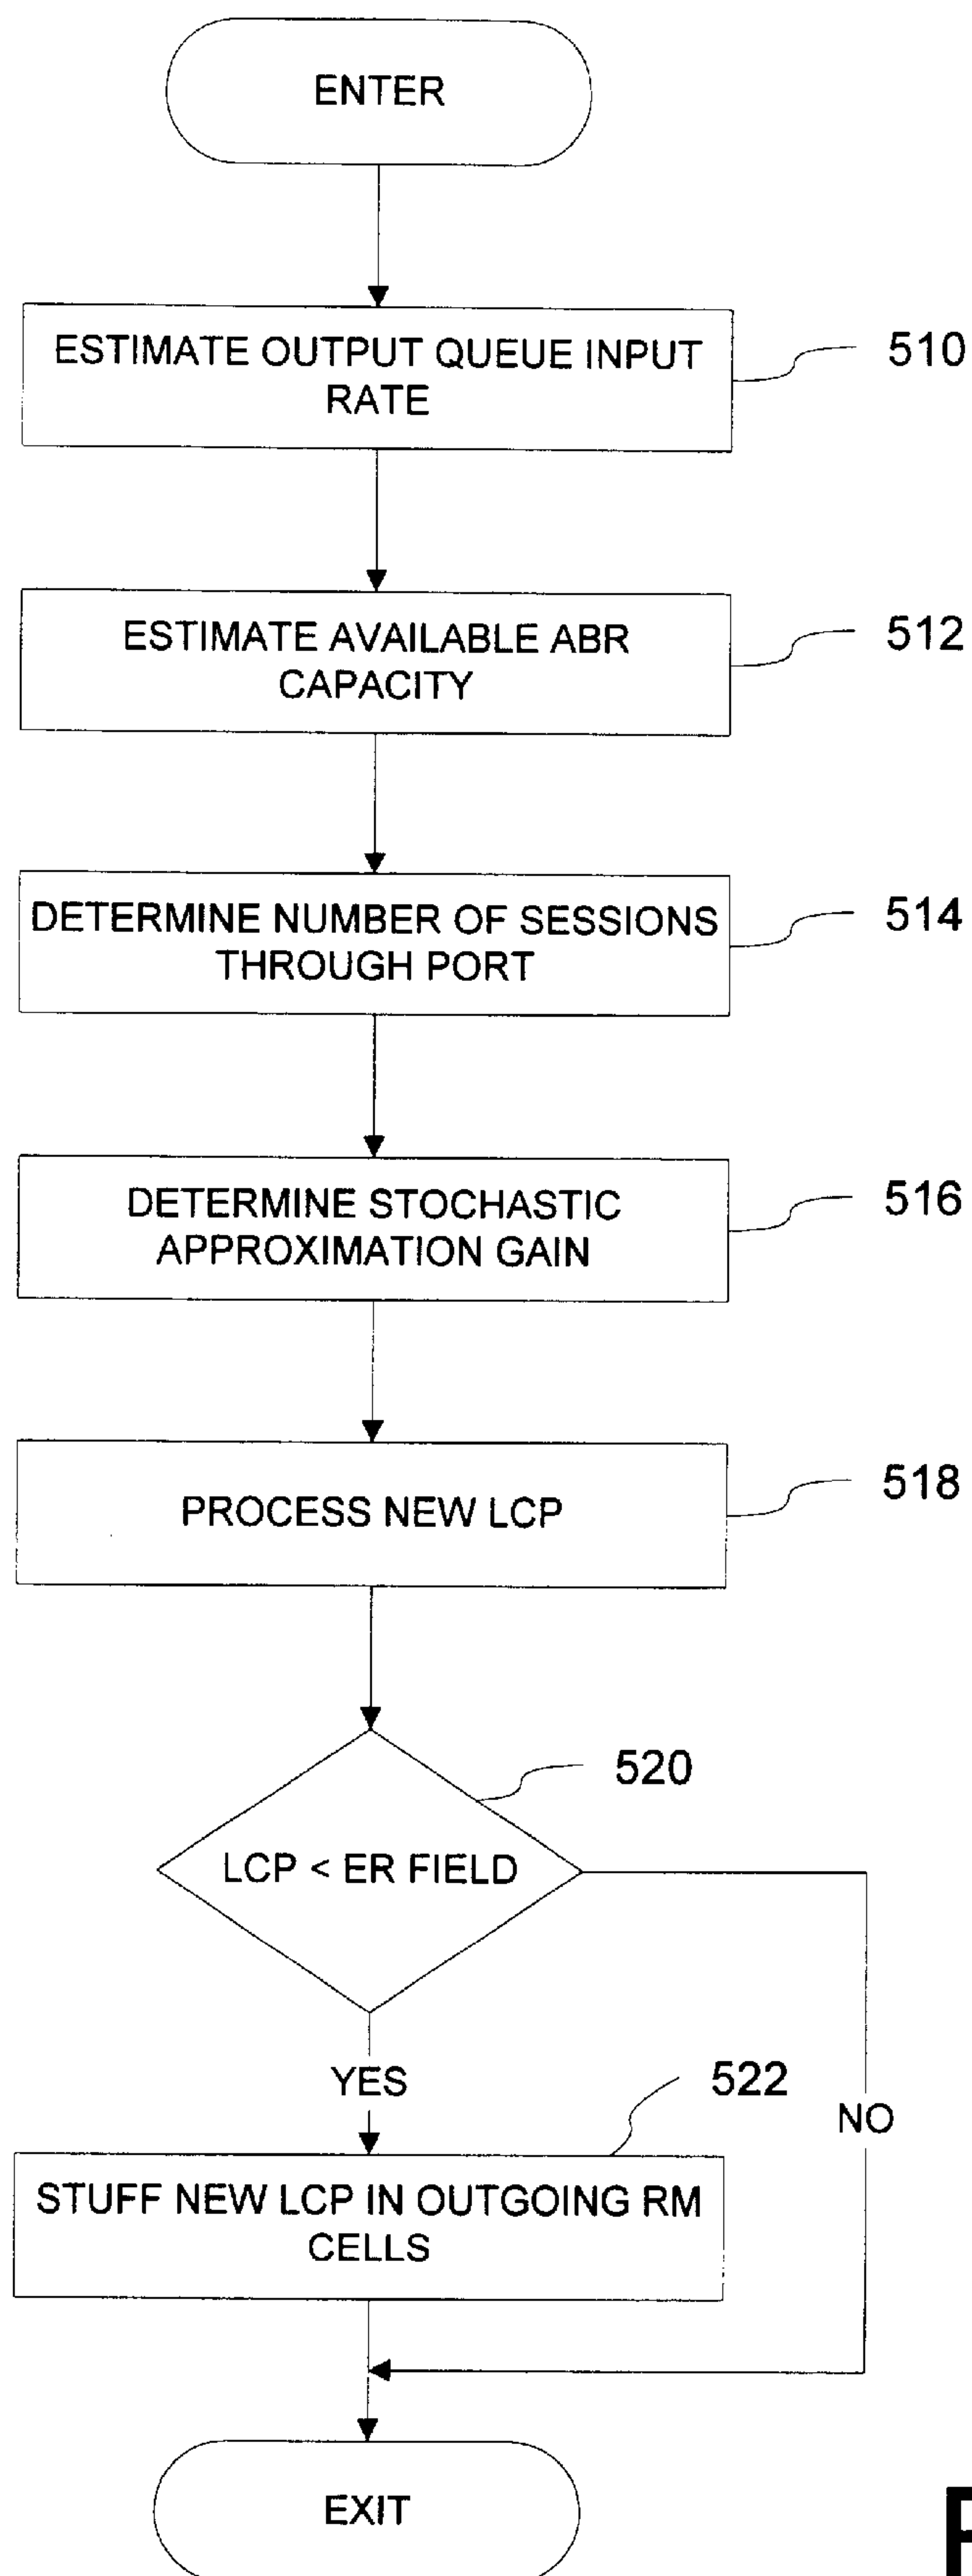 ENTER
ESTIMATE OUTPUT QUEUE INPUT
RATE
510
ESTIMATE AVAILABLE ABR
CAPACITY
512
DETERMINE NUMBER OF SESSIONS
THROUGH PORT
514
DETERMINE STOCHASTIC
APPROXIMATION GAIN
516
PROCESS NEW LCP
518
520
LCP < ER FIELD
YES
522
NO
STUFF NEW LCP IN OUTGOING RM
CELLS
EXIT